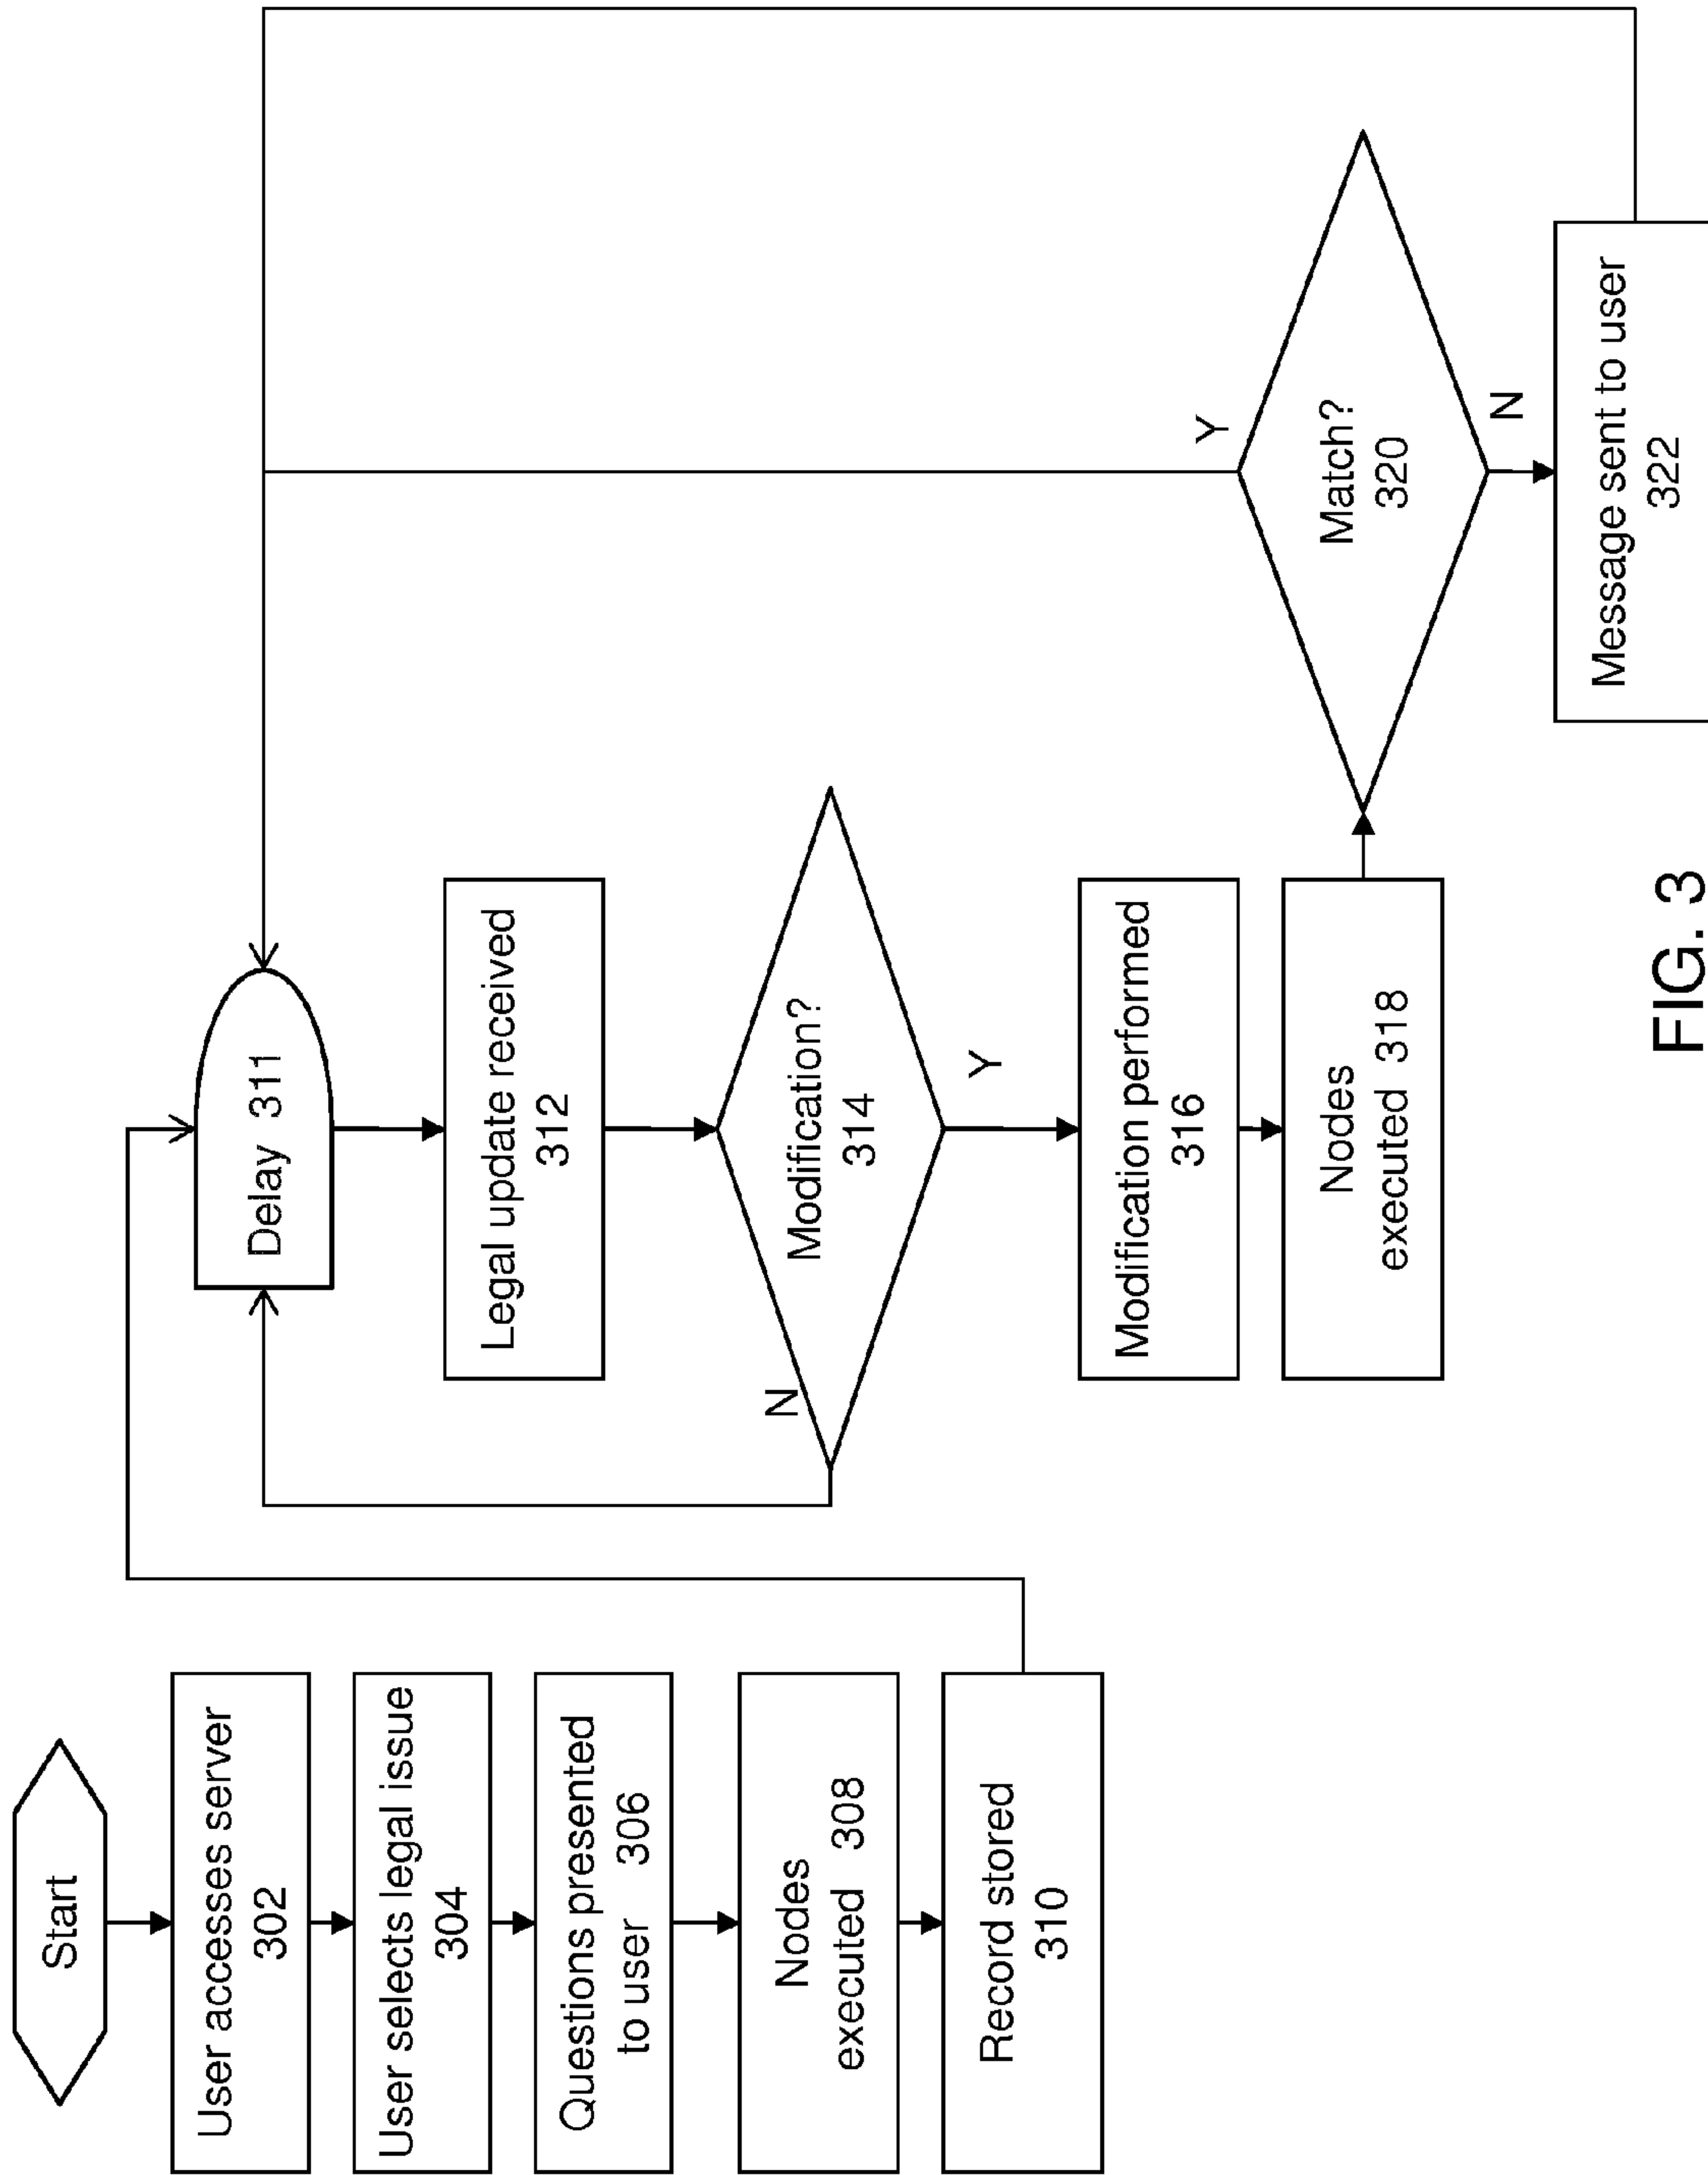 Start
User accesses server
302
User selects legal issue
304
Questions presented
to user 306
Nodes
executed 308
Record stored
310
Delay 311
Legal update received
312
Modification?
314
N
Y
Modification performed
316
Nodes
executed 318
Match?
320
Y
N
Message sent to user
322
FIG. 3